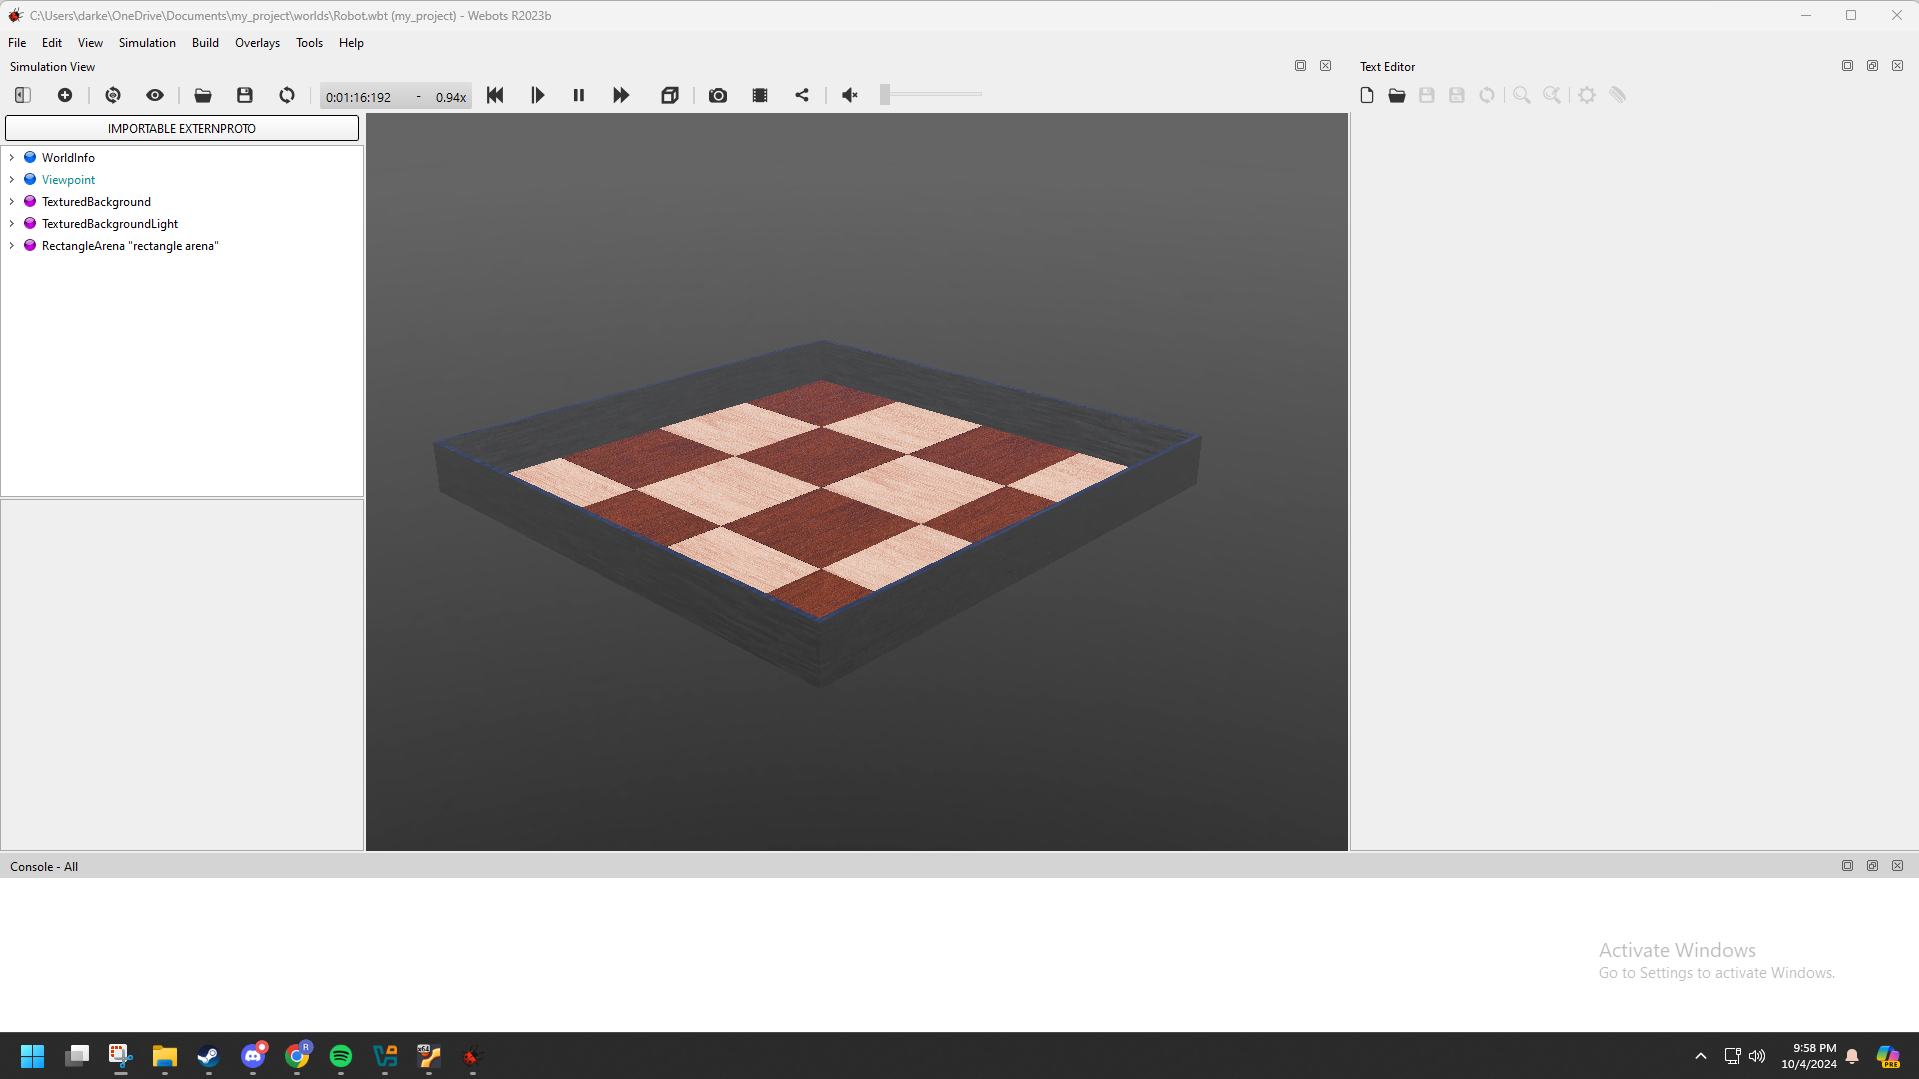 C:\Users\darke\OneDrive\Documents\my_project\worlds\Robot.wbt (my_project) - Webots R2023b
File Edit View Simulation Build Overlays Tools Help
Simulation View
Text Editor
0:01:16:192 - 0.94x
IMPORTABLE EXTERNPROTO
WorldInfo
Viewpoint
TexturedBackground
TexturedBackgroundLight
RectangleArena "rectangle arena"
Console - All
Activate Windows
Go to Settings to activate Windows.
R
x64
9:58 PM
10/4/2024
PRE